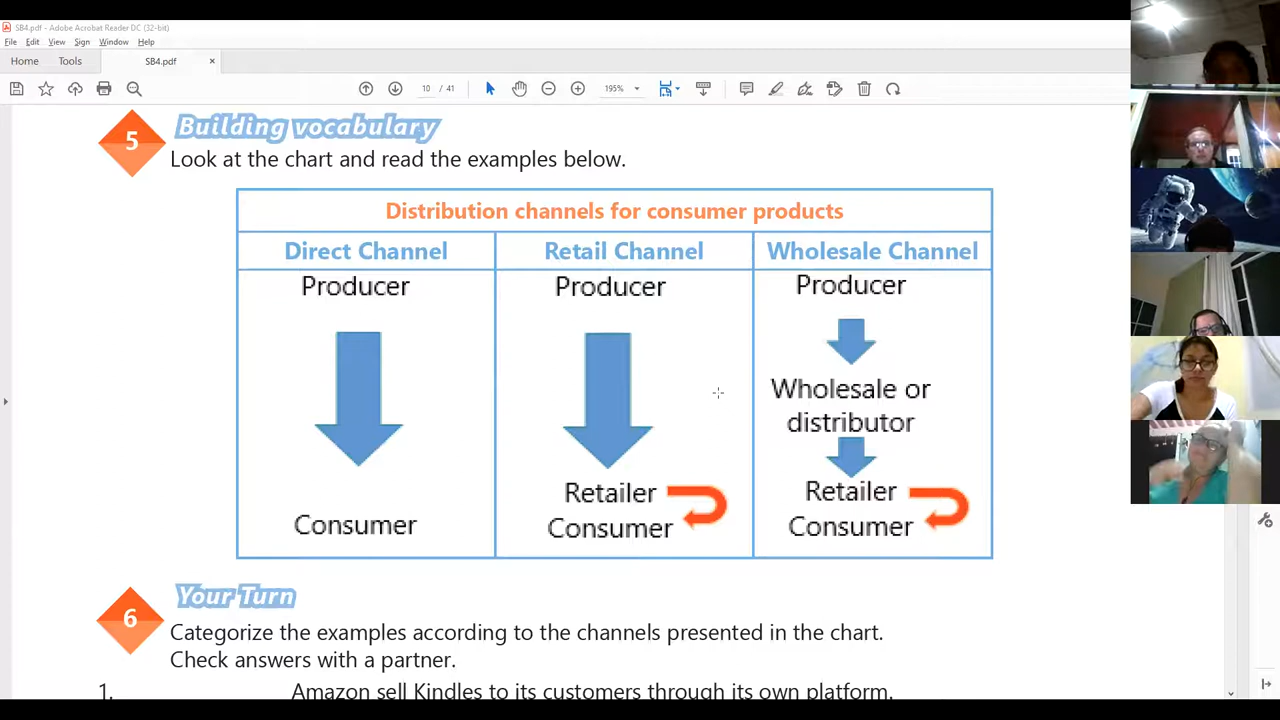 SB4.pdf - Adobe Acrobat Reader DC (32-bit)
File Edit View Sign Window Help
Home Tools SB4.pdf ×
10 / 41 195%
5 Building vocabulary
Look at the chart and read the examples below.
Distribution channels for consumer products
Direct Channel Retail Channel Wholesale Channel
Producer Producer Producer
Wholesale or
distributor
Retailer Retailer
Consumer Consumer Consumer
6 Your Turn
Categorize the examples according to the channels presented in the chart.
Check answers with a partner.
1. Amazon sell Kindles to its customers through its own platform.